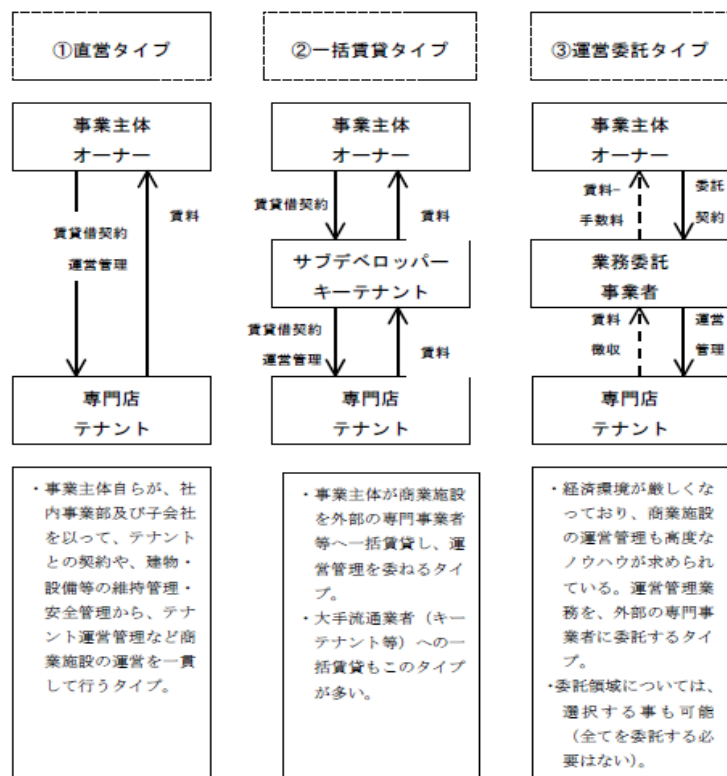 ①直営タイプ
事業主体
オーナー
賃貸借契約
運営管理
賃料
専門店
テナント
・事業主体自らが、社
内事業部及び子会社
を以って、テナント
との契約や、建物・
設備等の維持管理・
安全管理から、テナ
ント運営管理など商
業施設の運営を一貫
して行うタイプ。
②一括賃貸タイプ
事業主体
オーナー
賃貸借契約
賃料
サブデベロッパー
キーテナント
賃貸借契約
運営管理
賃料
専門店
テナント
・事業主体が商業施設
を外部の専門事業者
等へ一括賃貸し、運
営管理を委ねるタイ
プ。
・大手流通業者（キー
テナント等）への一
括賃貸もこのタイプ
が多い。
③運営委託タイプ
事業主体
オーナー
賃料−
手数料
委託
契約
業務委託
事業者
賃料
徴収
運営
管理
専門店
テナント
・経済環境が厳しくな
っており、商業施設
の運営管理も高度な
ノウハウが求められ
ている。運営管理業
務を、外部の専門事
業者に委託するタイ
プ。
・委託領域については、
選択する事も可能
（全てを委託する必
要はない）。